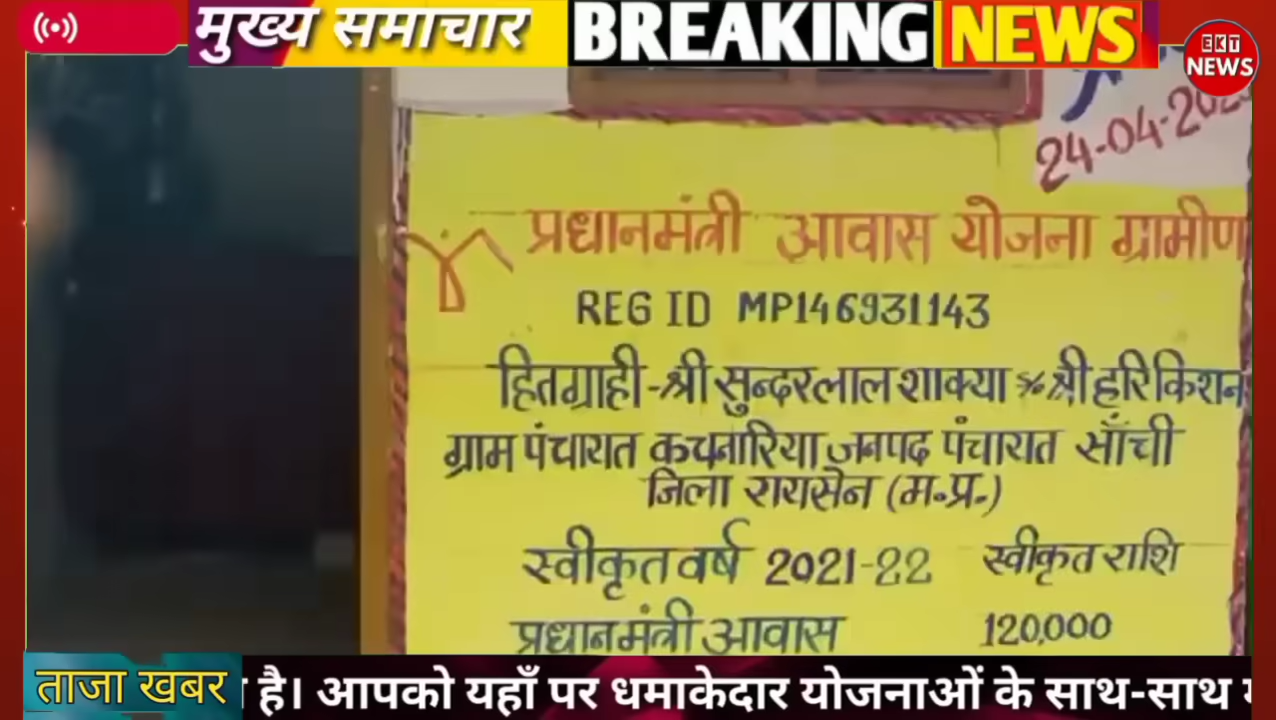 मुख्य समाचार BREAKING NEWS
EKT
NEWS
24-04-202
प्रधानमंत्री आवास योजना ग्रामीण
REG ID MP146931143
हितग्राही-श्री सुन्दरलाल शाक्या श्री हरिकिशन
ग्राम पंचायत कचनारिया जनपद पंचायत साँची
जिला रायसेन (म.प्र.)
स्वीकृत वर्ष 2021-22 स्वीकृत राशि
प्रधानमंत्री आवास 120,000
ताजा खबर है। आपको यहाँ पर धमाकेदार योजनाओं के साथ-साथ